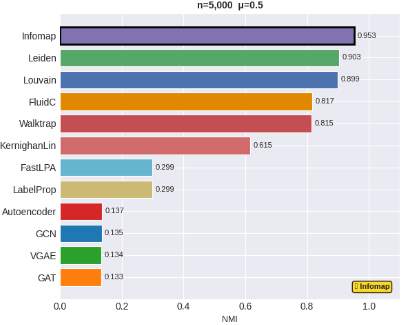 n=5,000 μ=0.5
Infomap 0.953
Leiden 0.903
Louvain 0.899
FluidC 0.817
Walktrap 0.815
KernighanLin 0.615
FastLPA 0.299
LabelProp 0.299
Autoencoder 0.137
GCN 0.135
VGAE 0.134
GAT 0.133
Infomap
0.0 0.2 0.4 0.6 0.8 1.0
NMI